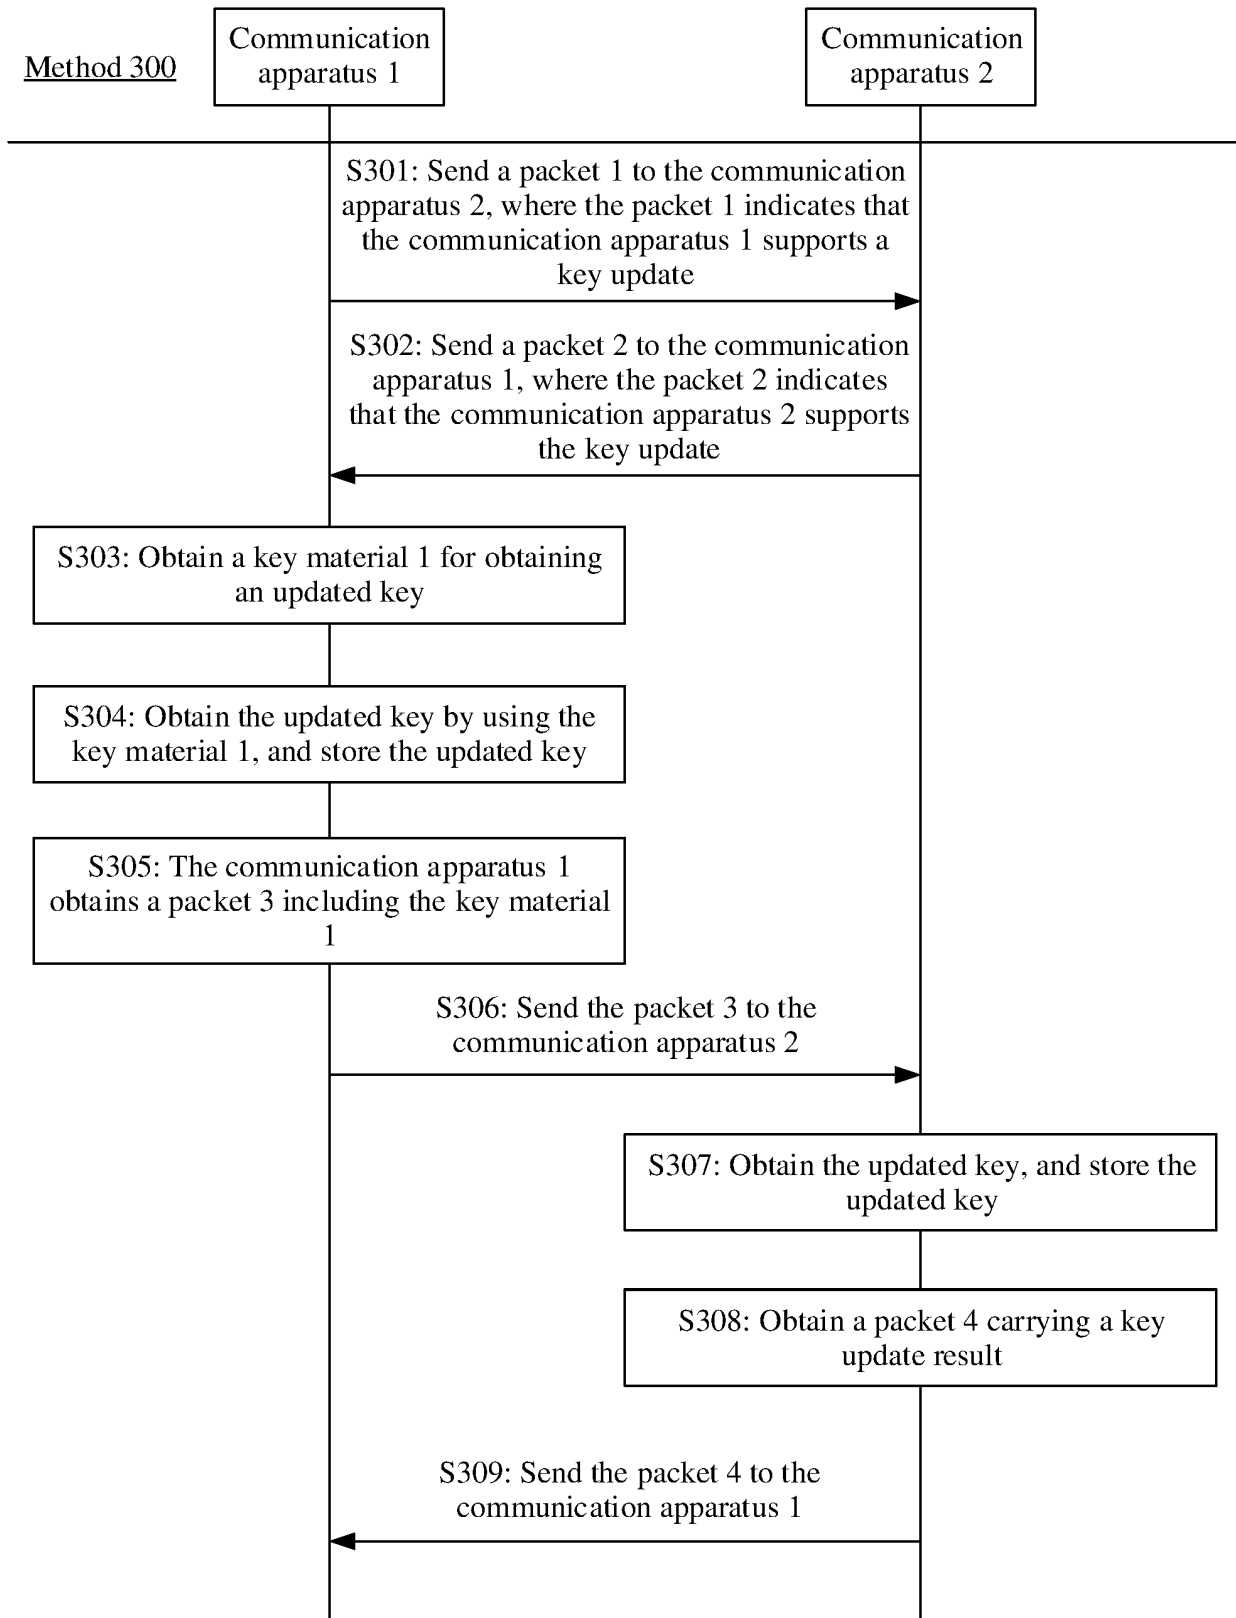 Method 300
Communication
apparatus 1
Communication
apparatus 2
S301: Send a packet 1 to the communication
apparatus 2, where the packet 1 indicates that
the communication apparatus 1 supports a
key update
S302: Send a packet 2 to the communication
apparatus 1, where the packet 2 indicates
that the communication apparatus 2 supports
the key update
S303: Obtain a key material 1 for obtaining
an updated key
S304: Obtain the updated key by using the
key material 1, and store the updated key
S305: The communication apparatus 1
obtains a packet 3 including the key material
1
S306: Send the packet 3 to the
communication apparatus 2
S307: Obtain the updated key, and store the
updated key
S308: Obtain a packet 4 carrying a key
update result
S309: Send the packet 4 to the
communication apparatus 1